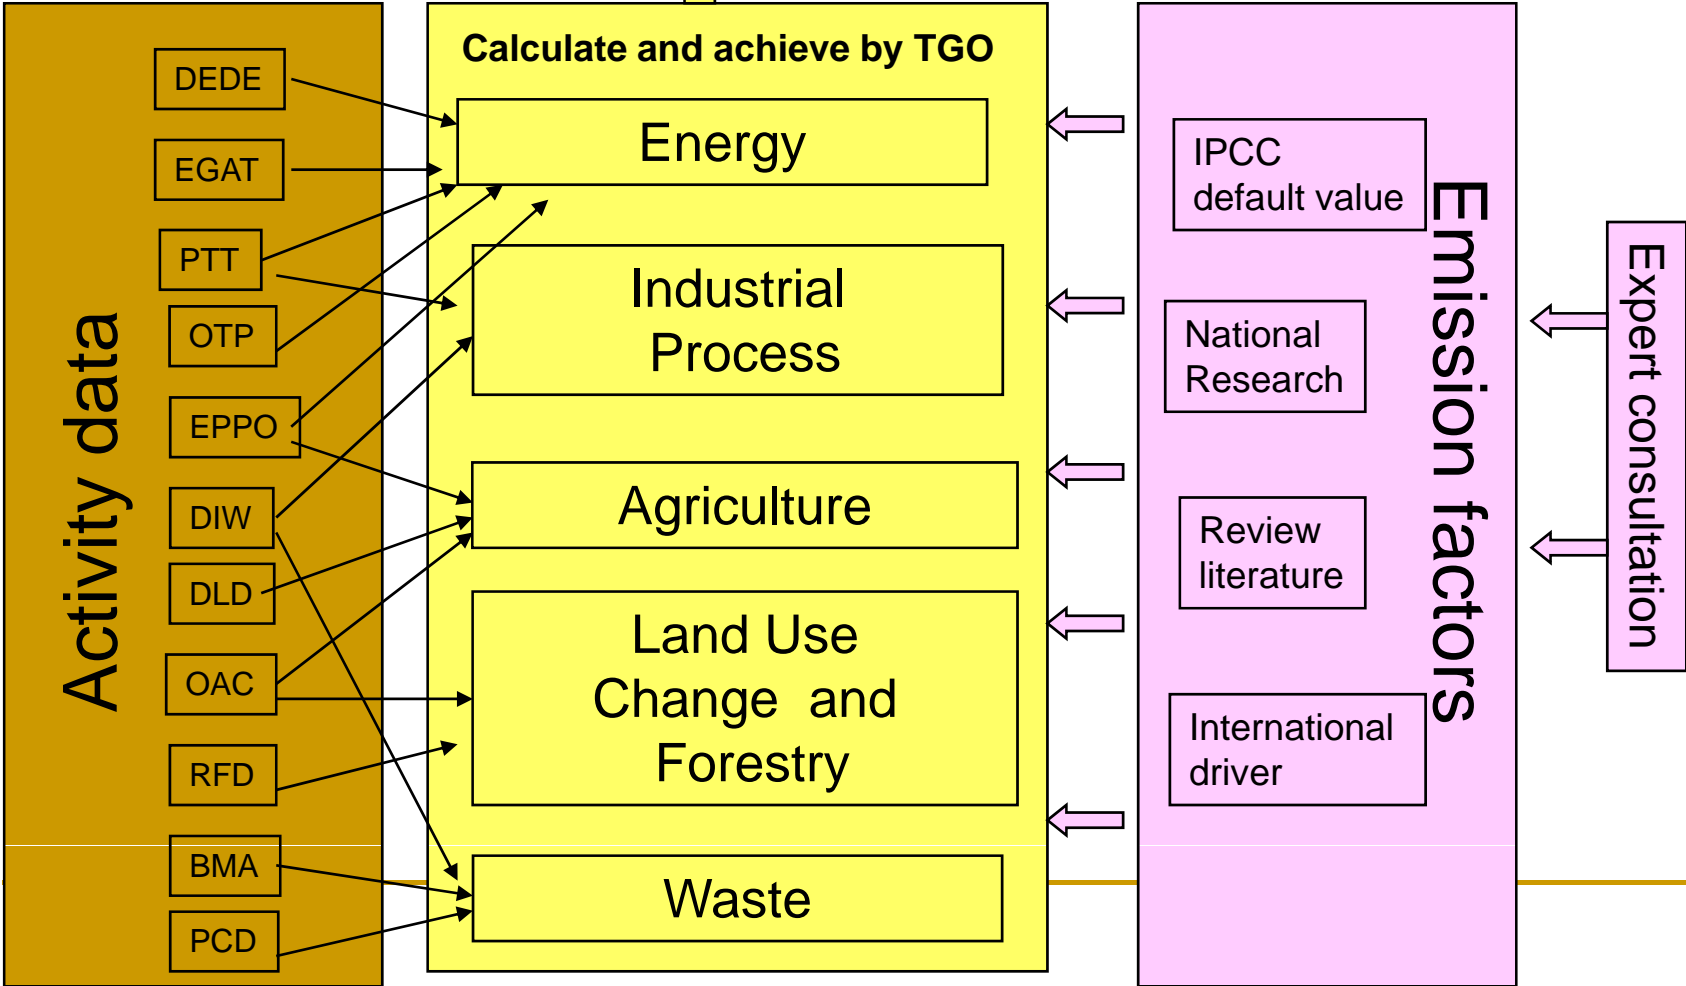 Activity data
DEDE
EGAT
PTT
OTP
EPPO
DIW
DLD
OAC
RFD
BMA
PCD
Calculate and achieve by TGO
Energy
Industrial
Process
Agriculture
Land Use
Change and
Forestry
Waste
IPCC
default value
National
Research
Review
literature
International
driver
Emission factors
Expert consultation